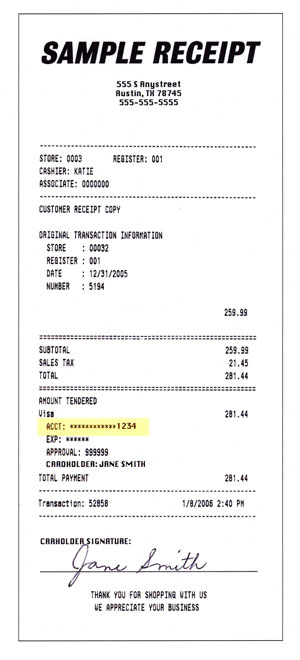 SAMPLE RECEIPT
555 S Anystreet
Austin, TX 78745
555-555-5555
STORE: 0003 REGISTER: 001
CASHIER: KATIE
ASSOCIATE: 0000000
CUSTOMER RECEIPT COPY
ORIGINAL TRANSACTION INFORMATION
STORE : 00032
REGISTER : 001
DATE : 12/31/2005
NUMBER : 5194
259.99
SUBTOTAL 259.99
SALES TAX 21.45
TOTAL 281.44
AMOUNT TENDERED
Visa 281.44
ACCT: ************1234
EXP: ******
APPROVAL: 999999
CARDHOLDER: JANE SMITH
TOTAL PAYMENT 281.44
Transaction: 52858 1/8/2006 2:40 PM
CARHOLDER SIGNATURE:
Jane Smith
THANK YOU FOR SHOPPING WITH US
WE APPRECIATE YOUR BUSINESS